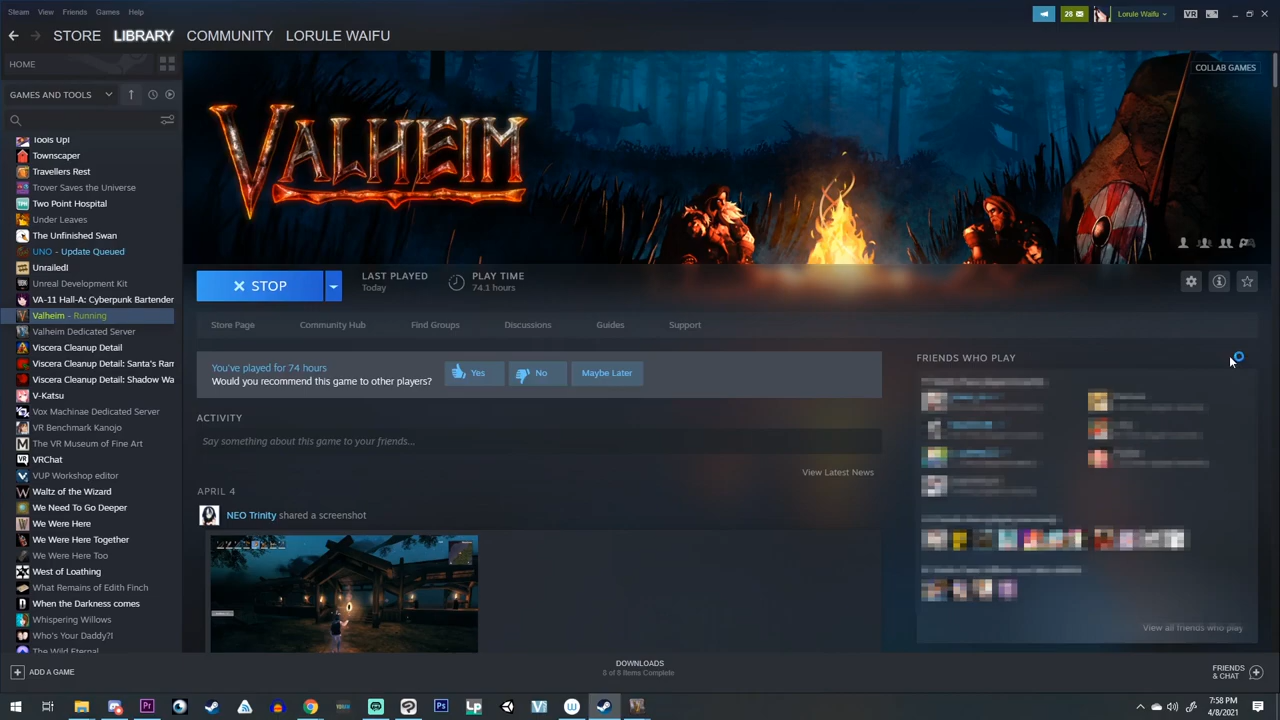 Steam View Friends Games Help
28 Lorule Waifu VR
STORE LIBRARY COMMUNITY LORULE WAIFU
HOME
COLLAB GAMES
GAMES AND TOOLS
VALHEIM
Tools Up!
Townscaper
Travellers Rest
Trover Saves the Universe
Two Point Hospital
Under Leaves
The Unfinished Swan
UNO - Update Queued
Unrailed!
Unreal Development Kit
VA-11 Hall-A: Cyberpunk Bartender
Valheim - Running
Valheim Dedicated Server
Viscera Cleanup Detail
Viscera Cleanup Detail: Santa's Ram
Viscera Cleanup Detail: Shadow Wa
V-Katsu
Vox Machinae Dedicated Server
VR Benchmark Kanojo
The VR Museum of Fine Art
VRChat
VUP Workshop editor
Waltz of the Wizard
We Need To Go Deeper
We Were Here
We Were Here Together
We Were Here Too
West of Loathing
What Remains of Edith Finch
When the Darkness comes
Whispering Willows
Who's Your Daddy?!
The Wild Eternal
STOP
LAST PLAYED
Today
PLAY TIME
74.1 hours
Store Page Community Hub Find Groups Discussions Guides Support
You've played for 74 hours
Would you recommend this game to other players?
Yes No Maybe Later
FRIENDS WHO PLAY
ACTIVITY
Say something about this game to your friends...
View Latest News
APRIL 4
NEO Trinity shared a screenshot
View all friends who play
ADD A GAME
DOWNLOADS
8 of 8 Items Complete
FRIENDS
& CHAT
7:58 PM
4/8/2021